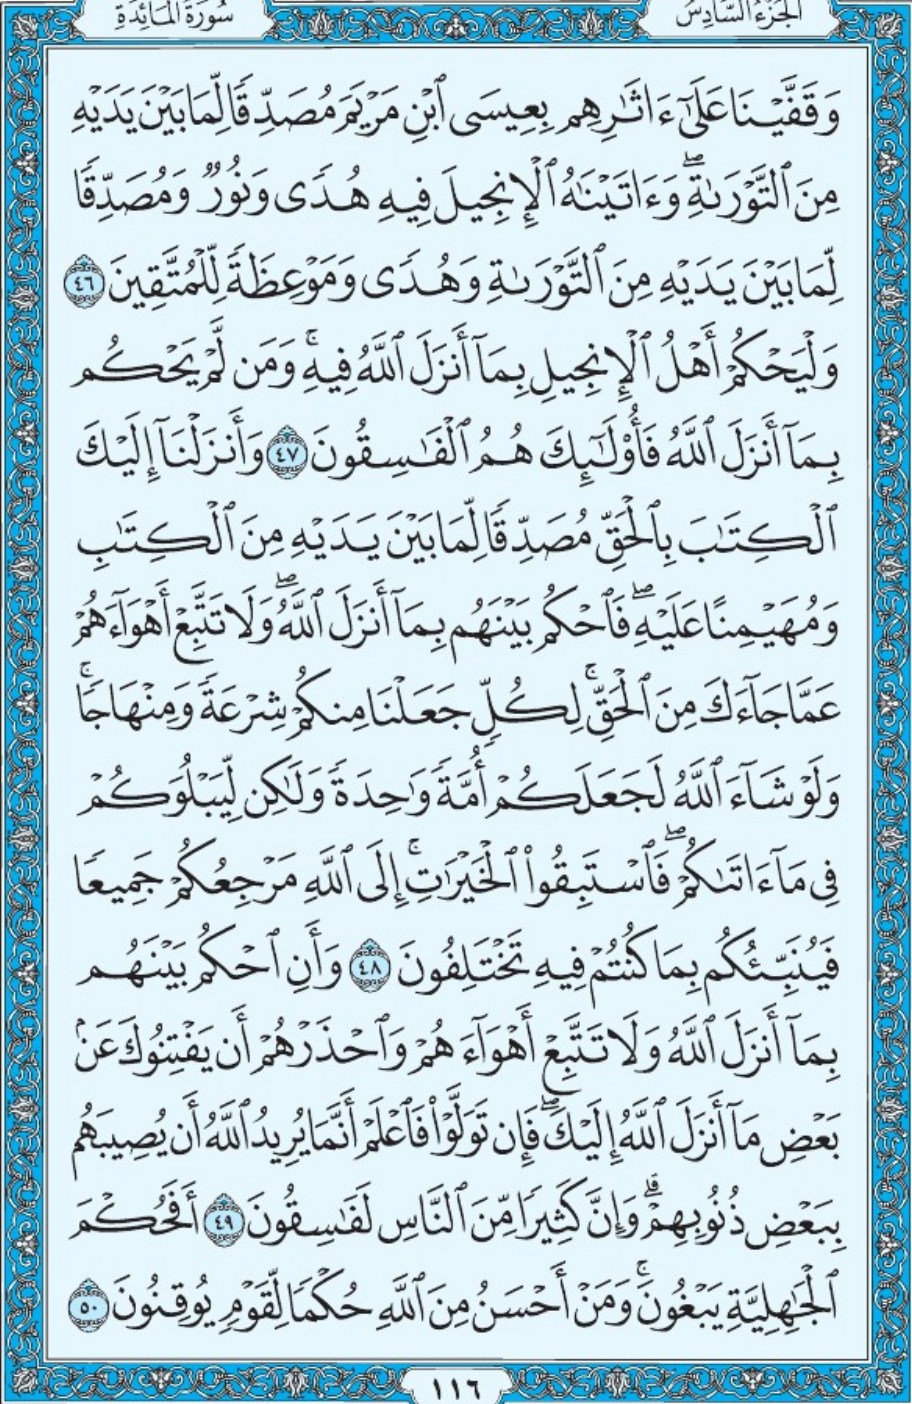 سُورَةُ المَائِدَةِ
الجُزءُ السَّادِسُ
وَقَفَّيْنَا عَلَىٰٓ ءَاثَٰرِهِم بِعِيسَى ٱبْنِ مَرْيَمَ مُصَدِّقًا لِّمَا بَيْنَ يَدَيْهِ
مِنَ ٱلتَّوْرَىٰةِۖ وَءَاتَيْنَٰهُ ٱلْإِنجِيلَ فِيهِ هُدًى وَنُورٌ وَمُصَدِّقًا
لِّمَا بَيْنَ يَدَيْهِ مِنَ ٱلتَّوْرَىٰةِ وَهُدًى وَمَوْعِظَةً لِّلْمُتَّقِينَ ٤٦
وَلْيَحْكُمْ أَهْلُ ٱلْإِنجِيلِ بِمَآ أَنزَلَ ٱللَّهُ فِيهِۚ وَمَن لَّمْ يَحْكُم
بِمَآ أَنزَلَ ٱللَّهُ فَأُو۟لَٰٓئِكَ هُمُ ٱلْفَٰسِقُونَ ٤٧ وَأَنزَلْنَآ إِلَيْكَ
ٱلْكِتَٰبَ بِٱلْحَقِّ مُصَدِّقًا لِّمَا بَيْنَ يَدَيْهِ مِنَ ٱلْكِتَٰبِ
وَمُهَيْمِنًا عَلَيْهِۖ فَٱحْكُم بَيْنَهُم بِمَآ أَنزَلَ ٱللَّهُۖ وَلَا تَتَّبِعْ أَهْوَآءَهُمْ
عَمَّا جَآءَكَ مِنَ ٱلْحَقِّۚ لِكُلٍّ جَعَلْنَا مِنكُمْ شِرْعَةً وَمِنْهَاجًاۚ
وَلَوْ شَآءَ ٱللَّهُ لَجَعَلَكُمْ أُمَّةً وَٰحِدَةً وَلَٰكِن لِّيَبْلُوَكُمْ
فِى مَآ ءَاتَىٰكُمْۖ فَٱسْتَبِقُوا۟ ٱلْخَيْرَٰتِۚ إِلَى ٱللَّهِ مَرْجِعُكُمْ جَمِيعًا
فَيُنَبِّئُكُم بِمَا كُنتُمْ فِيهِ تَخْتَلِفُونَ ٤٨ وَأَنِ ٱحْكُم بَيْنَهُم
بِمَآ أَنزَلَ ٱللَّهُ وَلَا تَتَّبِعْ أَهْوَآءَهُمْ وَٱحْذَرْهُمْ أَن يَفْتِنُوكَ عَنۢ
بَعْضِ مَآ أَنزَلَ ٱللَّهُ إِلَيْكَۖ فَإِن تَوَلَّوْا۟ فَٱعْلَمْ أَنَّمَا يُرِيدُ ٱللَّهُ أَن يُصِيبَهُم
بِبَعْضِ ذُنُوبِهِمْۗ وَإِنَّ كَثِيرًا مِّنَ ٱلنَّاسِ لَفَٰسِقُونَ ٤٩ أَفَحُكْمَ
ٱلْجَٰهِلِيَّةِ يَبْغُونَۚ وَمَنْ أَحْسَنُ مِنَ ٱللَّهِ حُكْمًا لِّقَوْمٍ يُوقِنُونَ ٥٠
١١٦